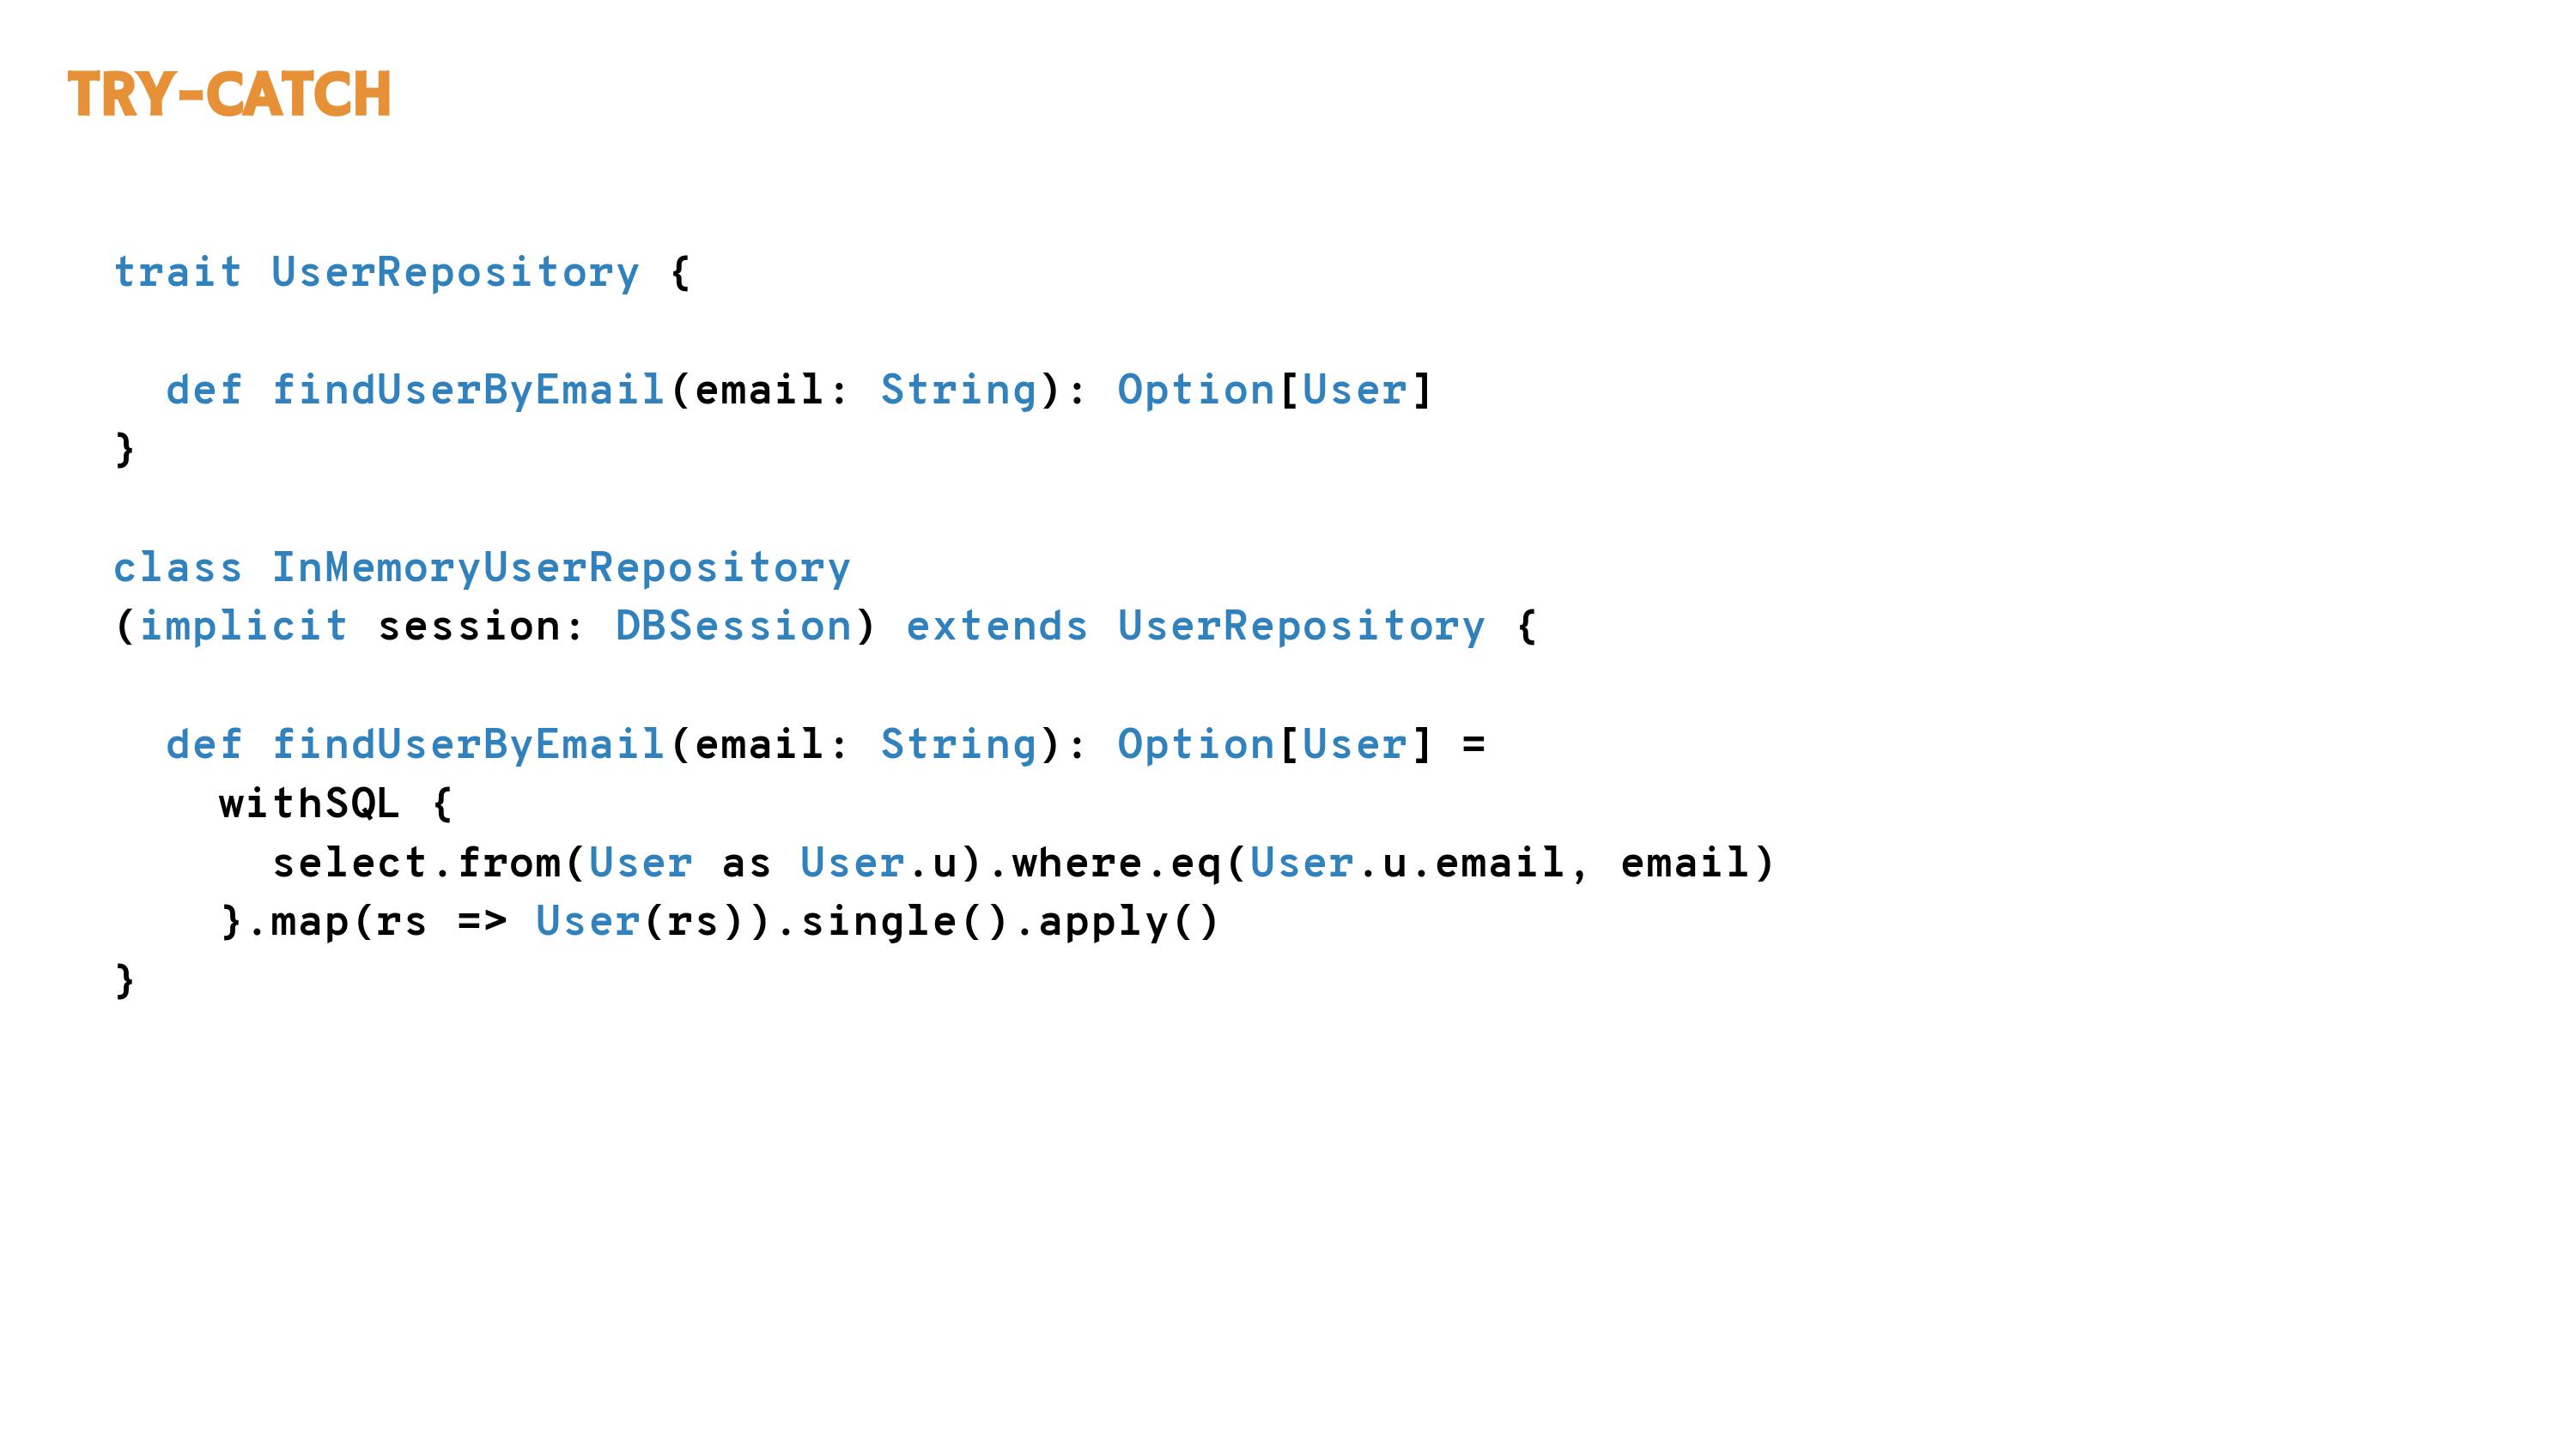 TRY-CATCH
trait UserRepository {
  def findUserByEmail(email: String): Option[User]
}
class InMemoryUserRepository
(implicit session: DBSession) extends UserRepository {
  def findUserByEmail(email: String): Option[User] =
    withSQL {
      select.from(User as User.u).where.eq(User.u.email, email)
    }.map(rs => User(rs)).single().apply()
}